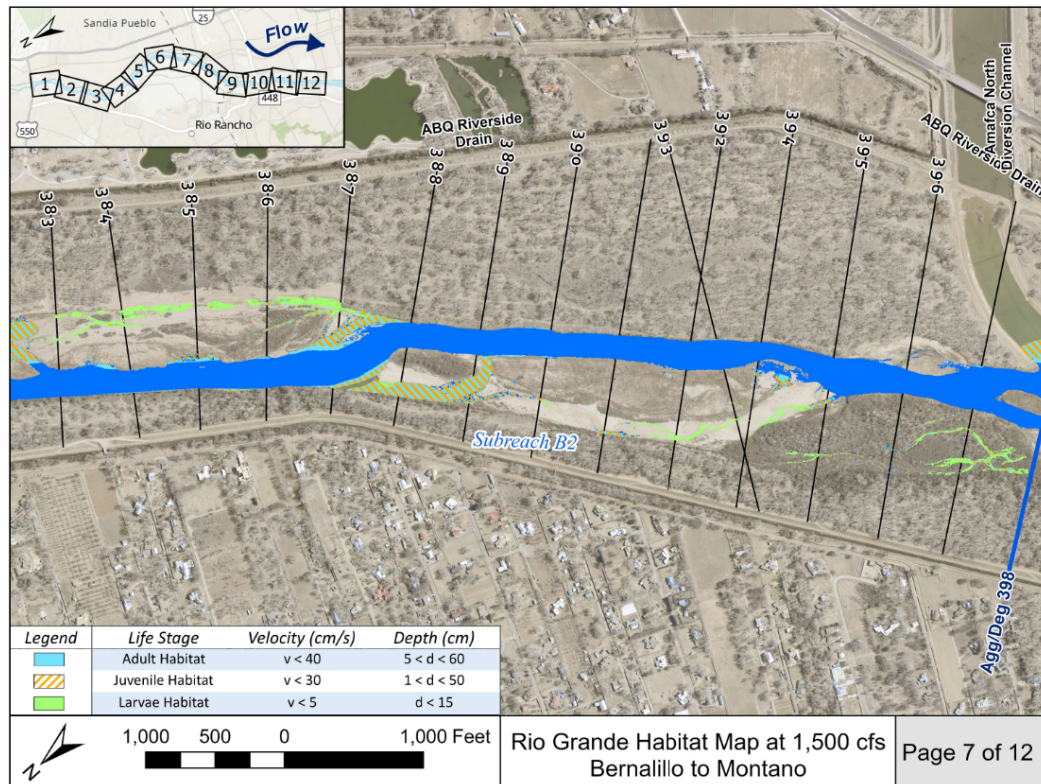 Sandia Pueblo
25
Flow
1 2 3 4 5 6 7 8 9 10 11 12
448
550
Rio Rancho
ABQ Riverside
Drain
Amafca North
Diversion Channel
ABQ Riverside Drain
383
384
385
386
387
388
389
390
393
392
394
395
396
Subreach B2
Agg/Deg 398
Legend Life Stage Velocity (cm/s) Depth (cm)
Adult Habitat v < 40 5 < d < 60
Juvenile Habitat v < 30 1 < d < 50
Larvae Habitat v < 5 d < 15
N
1,000 500 0 1,000 Feet
Rio Grande Habitat Map at 1,500 cfs
Bernalillo to Montano
Page 7 of 12